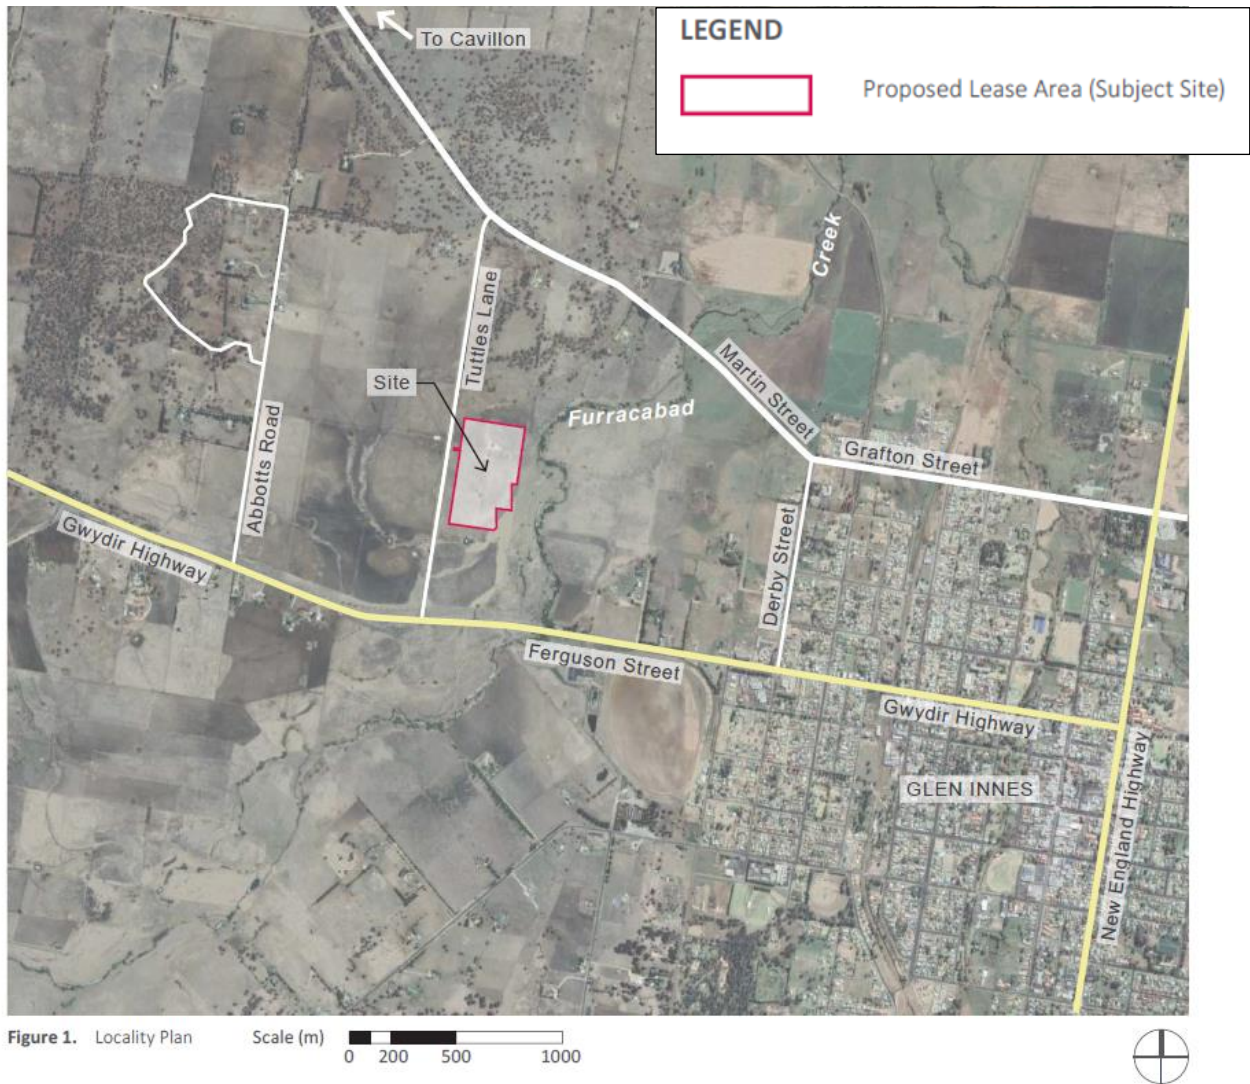 To Cavillon
LEGEND
Proposed Lease Area (Subject Site)
Creek
Tuttles Lane
Martin Street
Site
Furracabad
Abbotts Road
Grafton Street
Gwydir Highway
Derby Street
Ferguson Street
Gwydir Highway
GLEN INNES
New England Highway
Figure 1. Locality Plan Scale (m)
0 200 500 1000